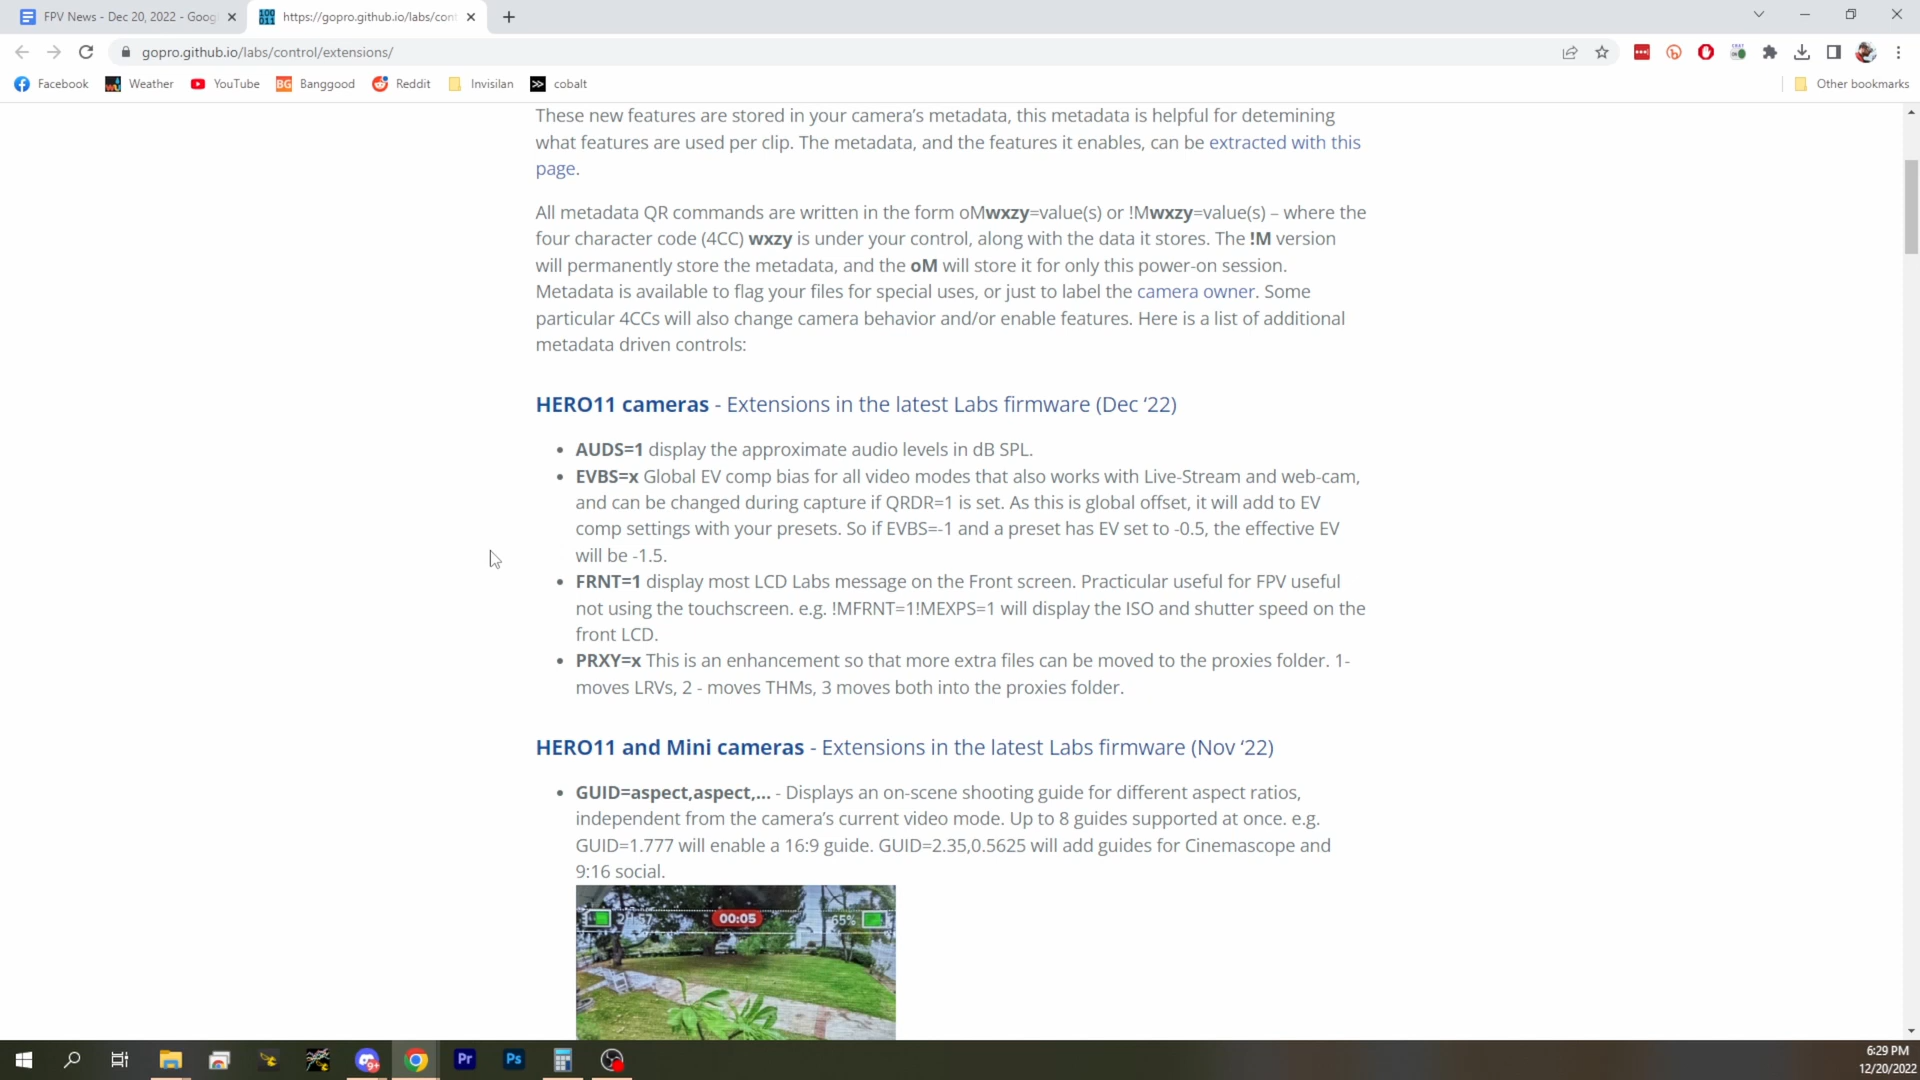 FPV News - Dec 20, 2022 - Goog
https://gopro.github.io/labs/cont
gopro.github.io/labs/control/extensions/
Facebook
Weather
YouTube
BG Banggood
Reddit
Invisilan
cobalt
Other bookmarks
These new features are stored in your camera's metadata, this metadata is helpful for detemining
what features are used per clip. The metadata, and the features it enables, can be extracted with this
page.
All metadata QR commands are written in the form oMwxzy=value(s) or !Mwxzy=value(s) – where the
four character code (4CC) wxzy is under your control, along with the data it stores. The !M version
will permanently store the metadata, and the oM will store it for only this power-on session.
Metadata is available to flag your files for special uses, or just to label the camera owner. Some
particular 4CCs will also change camera behavior and/or enable features. Here is a list of additional
metadata driven controls:
HERO11 cameras - Extensions in the latest Labs firmware (Dec '22)
• AUDS=1 display the approximate audio levels in dB SPL.
• EVBS=x Global EV comp bias for all video modes that also works with Live-Stream and web-cam,
and can be changed during capture if QRDR=1 is set. As this is global offset, it will add to EV
comp settings with your presets. So if EVBS=-1 and a preset has EV set to -0.5, the effective EV
will be -1.5.
• FRNT=1 display most LCD Labs message on the Front screen. Practicular useful for FPV useful
not using the touchscreen. e.g. !MFRNT=1!MEXPS=1 will display the ISO and shutter speed on the
front LCD.
• PRXY=x This is an enhancement so that more extra files can be moved to the proxies folder. 1-
moves LRVs, 2 - moves THMs, 3 moves both into the proxies folder.
HERO11 and Mini cameras - Extensions in the latest Labs firmware (Nov '22)
• GUID=aspect,aspect,... - Displays an on-scene shooting guide for different aspect ratios,
independent from the camera's current video mode. Up to 8 guides supported at once. e.g.
GUID=1.777 will enable a 16:9 guide. GUID=2.35,0.5625 will add guides for Cinemascope and
9:16 social.
00:05
65%
9+
Pr
Ps
6:29 PM
12/20/2022